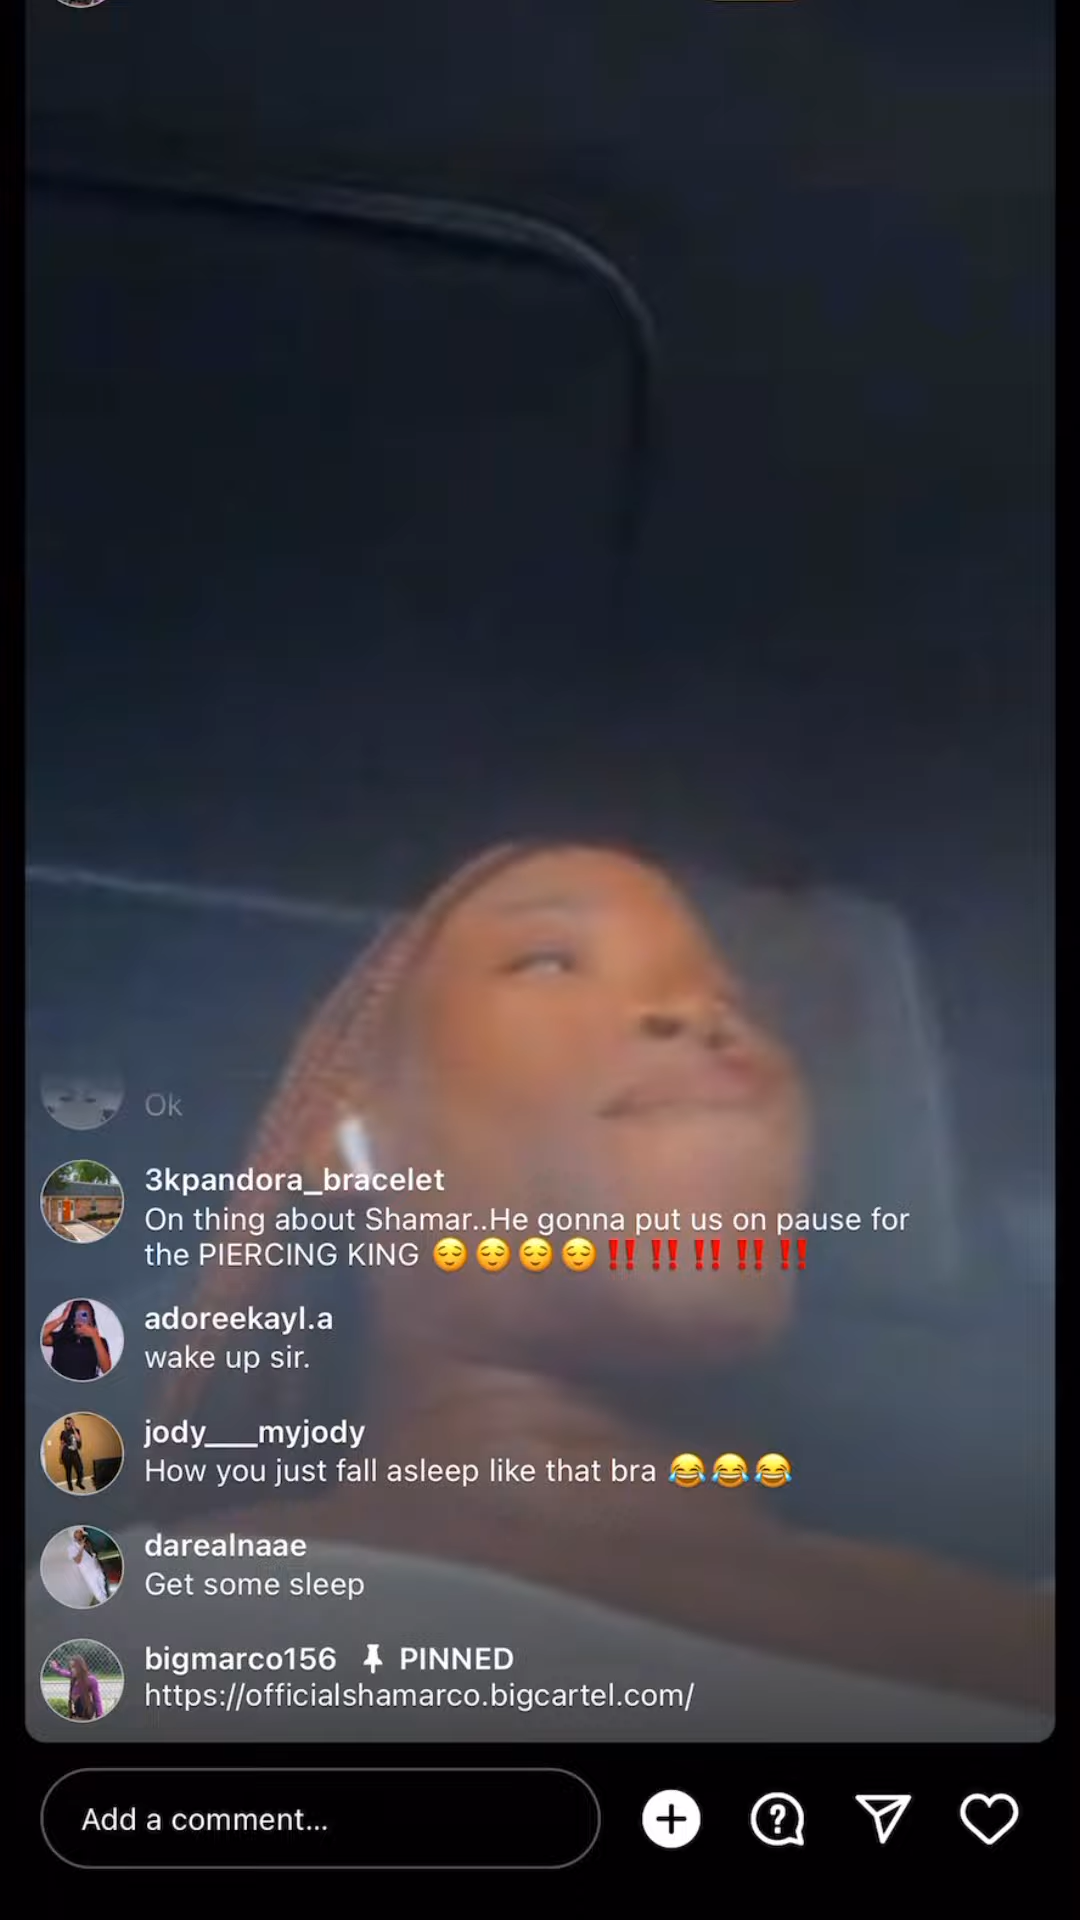 Ok
3kpandora_bracelet
On thing about Shamar..He gonna put us on pause for
the PIERCING KING 😌😌😌😌‼️‼️‼️‼️‼️
adoreekayl.a
wake up sir.
jody___myjody
How you just fall asleep like that bra 😂😂😂
darealnaae
Get some sleep
bigmarco156 📌 PINNED
https://officialshamarco.bigcartel.com/
Add a comment...